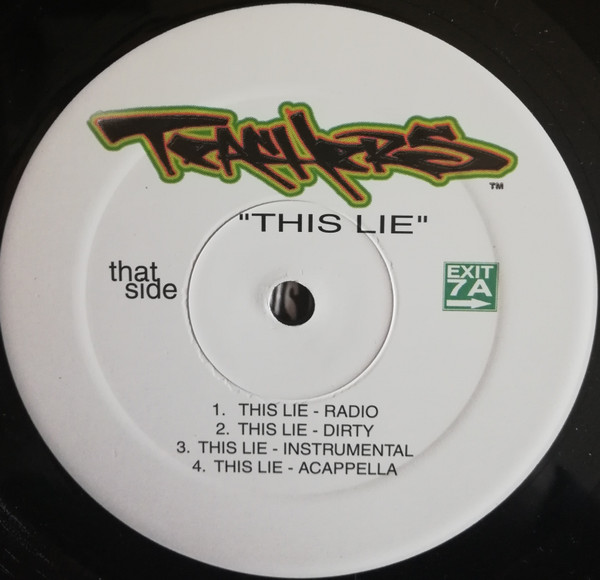 TEACHERS
TM
"THIS LIE"
that
side
EXIT
7A
1. THIS LIE - RADIO
2. THIS LIE - DIRTY
3. THIS LIE - INSTRUMENTAL
4. THIS LIE - ACAPPELLA